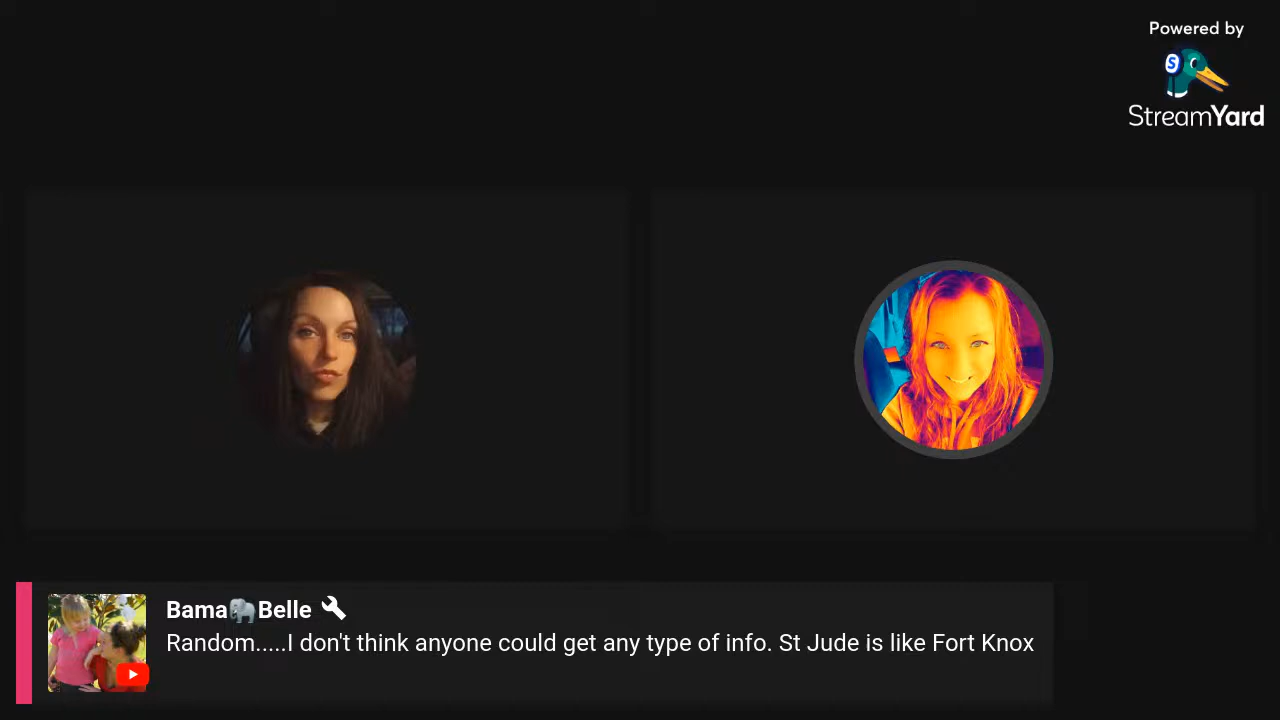 Powered by
S
StreamYard
Bama🐘Belle 🔧
Random.....I don't think anyone could get any type of info. St Jude is like Fort Knox